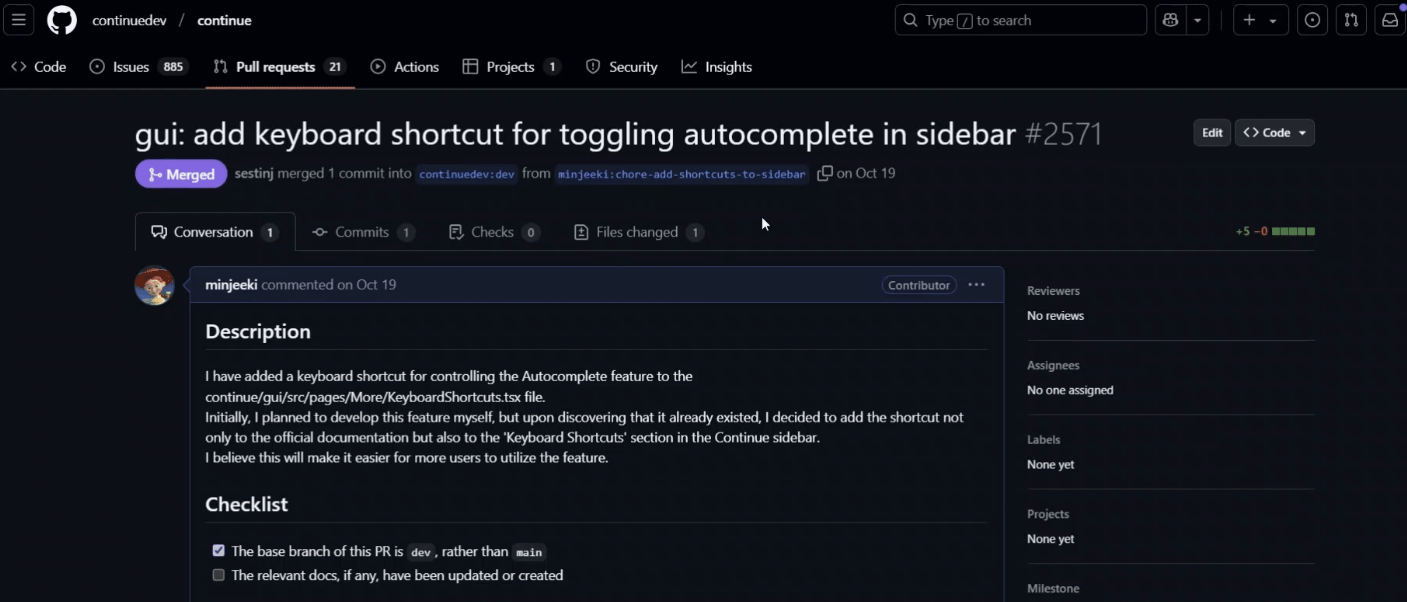 continuedev / continue
Type / to search
Code
Issues 885
Pull requests 21
Actions
Projects 1
Security
Insights
gui: add keyboard shortcut for toggling autocomplete in sidebar #2571
Edit
<> Code
Merged
sestinj merged 1 commit into continuedev:dev from minjeeki:chore-add-shortcuts-to-sidebar on Oct 19
Conversation 1
Commits 1
Checks 0
Files changed 1
+5 −0
minjeeki commented on Oct 19
Contributor
Description
I have added a keyboard shortcut for controlling the Autocomplete feature to the
continue/gui/src/pages/More/KeyboardShortcuts.tsx file.
Initially, I planned to develop this feature myself, but upon discovering that it already existed, I decided to add the shortcut not
only to the official documentation but also to the 'Keyboard Shortcuts' section in the Continue sidebar.
I believe this will make it easier for more users to utilize the feature.
Checklist
The base branch of this PR is dev, rather than main
The relevant docs, if any, have been updated or created
Reviewers
No reviews
Assignees
No one assigned
Labels
None yet
Projects
None yet
Milestone